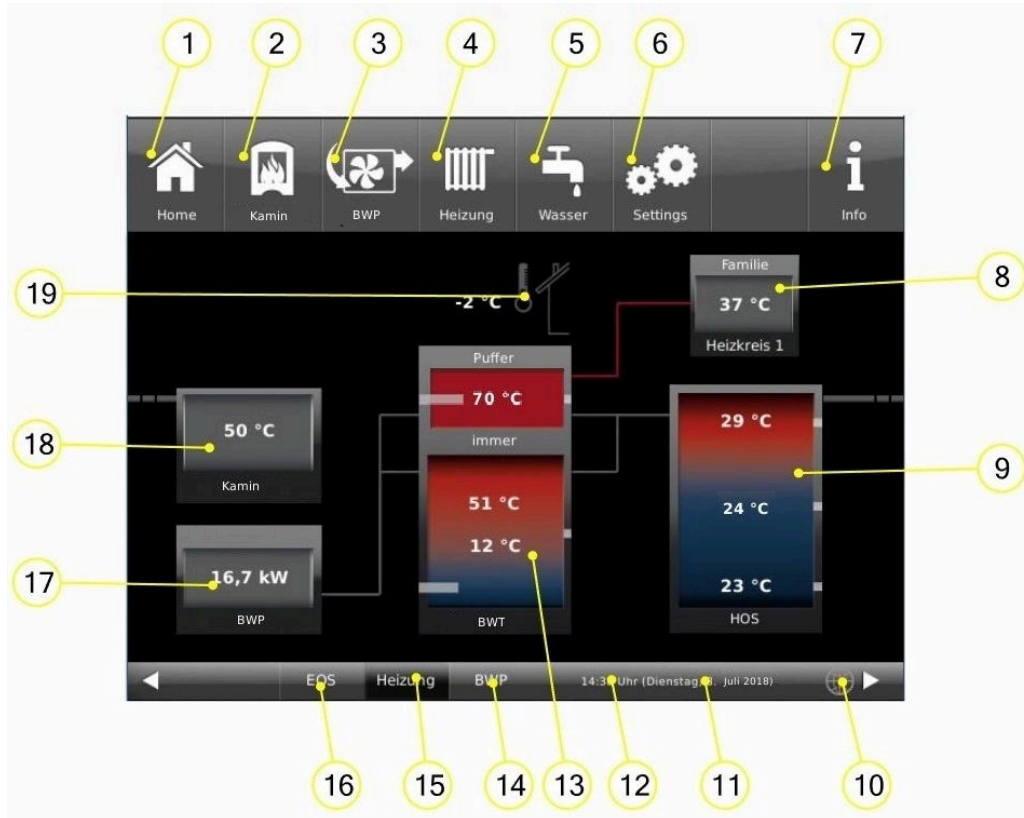 1 2 3 4 5 6 7
Home Kamin BWP Heizung Wasser Settings Info
Familie
8
19
-2 °C
37 °C
Heizkreis 1
Puffer
70 °C
immer
50 °C
29 °C
18
9
Kamin
51 °C
24 °C
12 °C
16,7 kW
17
23 °C
BWP
BWT
HOS
EOS Heizung BWP Uhr (Dienstag, Juli 2018)
16 15 14 13 12 11 10